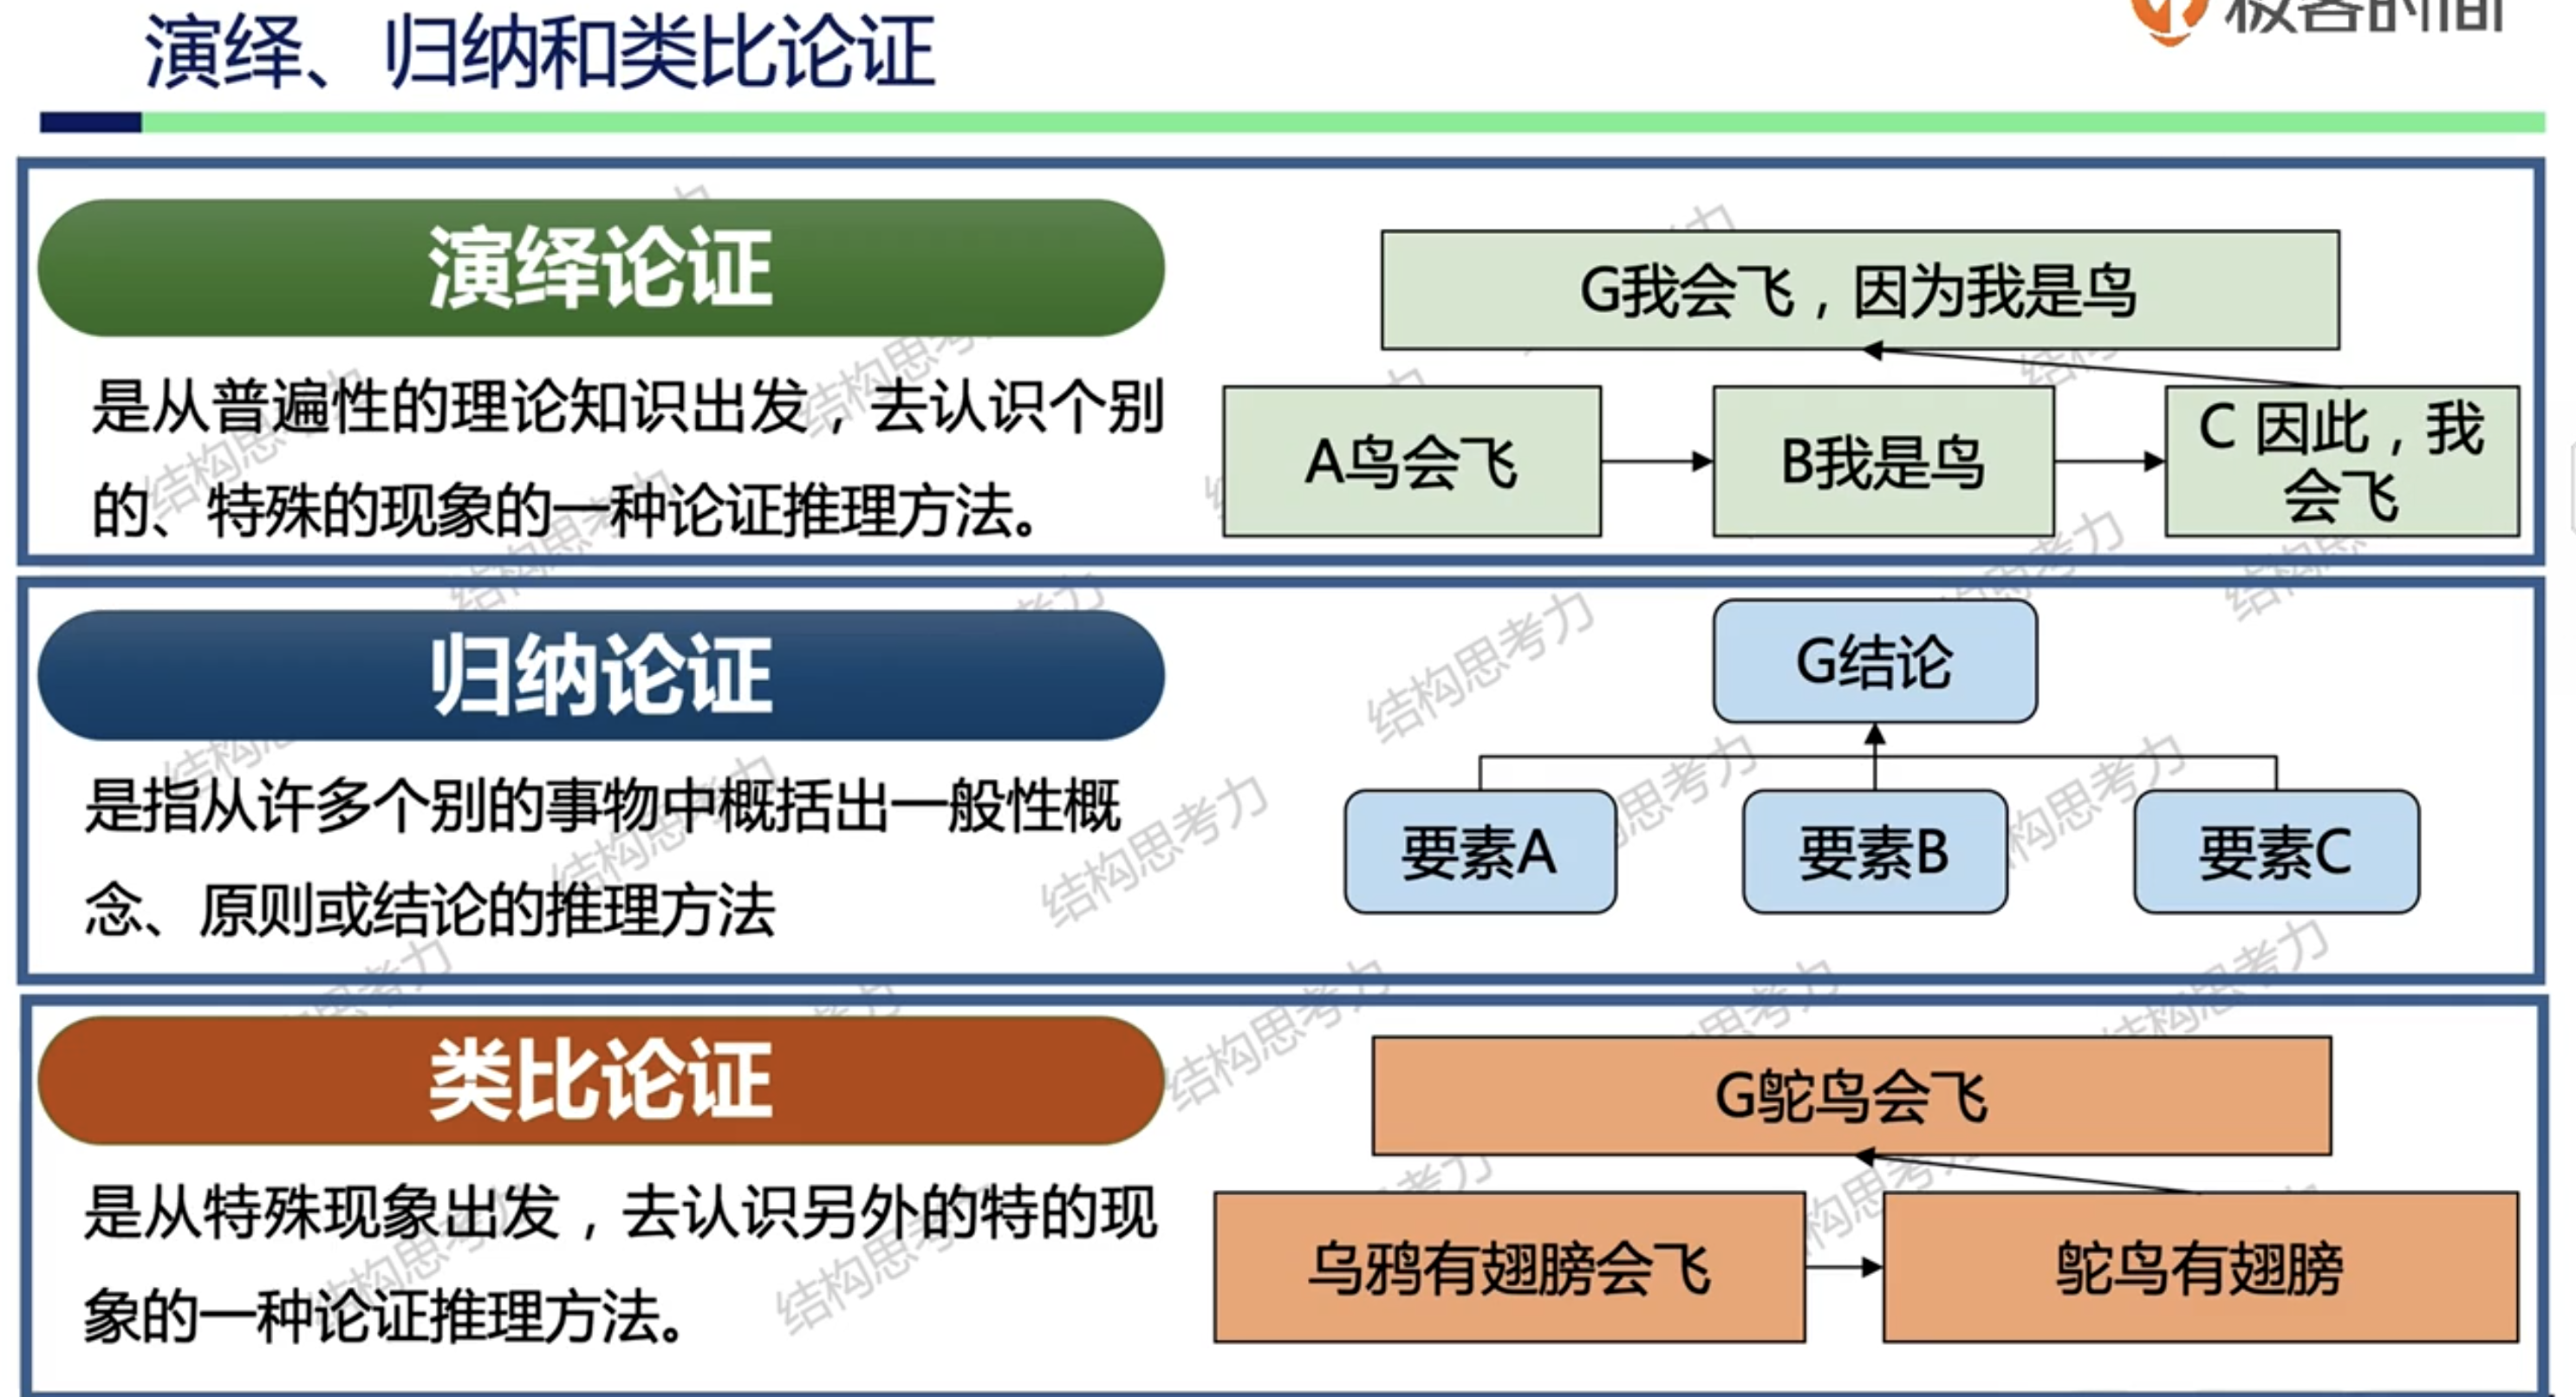 演绎、归纳和类比论证
极客时间
演绎论证
是从普遍性的理论知识出发，去认识个别
的、特殊的现象的一种论证推理方法。
G我会飞，因为我是鸟
A鸟会飞
B我是鸟
C 因此，我
会飞
归纳论证
是指从许多个别的事物中概括出一般性概
念、原则或结论的推理方法
G结论
要素A
要素B
要素C
类比论证
是从特殊现象出发，去认识另外的特的现
象的一种论证推理方法。
G鸵鸟会飞
乌鸦有翅膀会飞
鸵鸟有翅膀
结构思考力